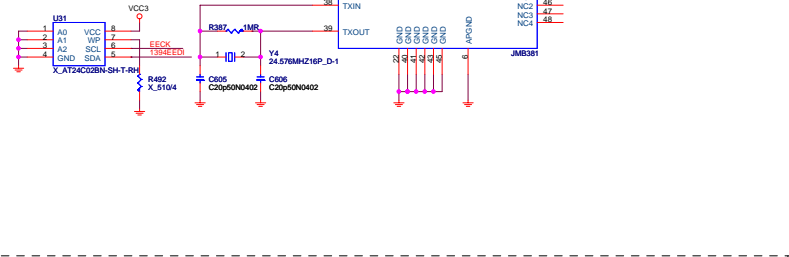 VCC3
U31
1 A0 VCC 8
2 A1 WP 7
3 A2 SCL 6 EECK
4 GND SDA 5 1394EEDI
X_AT24C02BN-SH-T-RH
R492
X_510/4
R387 1MR
1 2
Y4
24.576MHZ16P_D-1
C605
C20p50N0402
C606
C20p50N0402
38 TXIN
39 TXOUT
GND GND GND GND GND GND APGND
22 40 41 42 43 45 6
NC2 46
NC3 47
NC4 48
JMB381